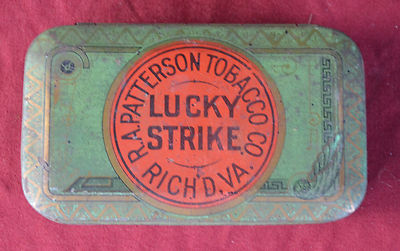 R.A. PATTERSON TOBACCO CO
LUCKY
STRIKE
RICH'D. VA.